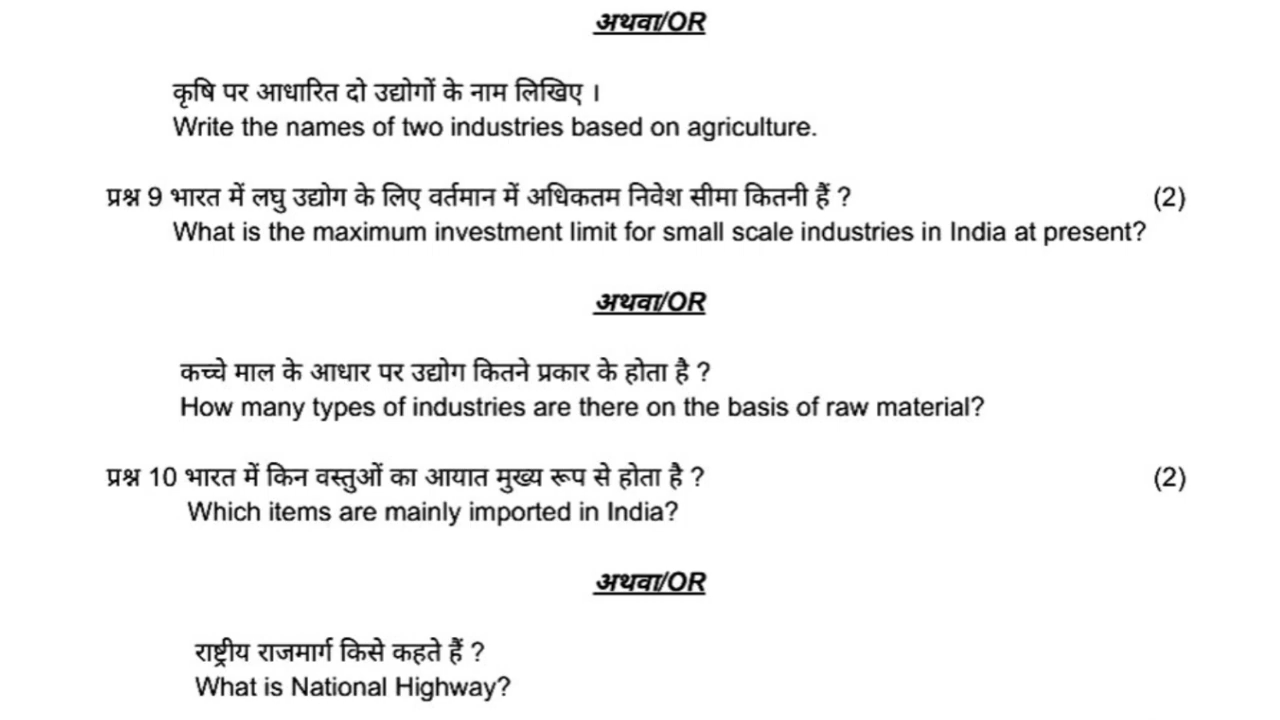 अथवा/OR
कृषि पर आधारित दो उद्योगों के नाम लिखिए ।
Write the names of two industries based on agriculture.
प्रश्न 9 भारत में लघु उद्योग के लिए वर्तमान में अधिकतम निवेश सीमा कितनी हैं ? (2)
What is the maximum investment limit for small scale industries in India at present?
अथवा/OR
कच्चे माल के आधार पर उद्योग कितने प्रकार के होता है ?
How many types of industries are there on the basis of raw material?
प्रश्न 10 भारत में किन वस्तुओं का आयात मुख्य रूप से होता है ? (2)
Which items are mainly imported in India?
अथवा/OR
राष्ट्रीय राजमार्ग किसे कहते हैं ?
What is National Highway?